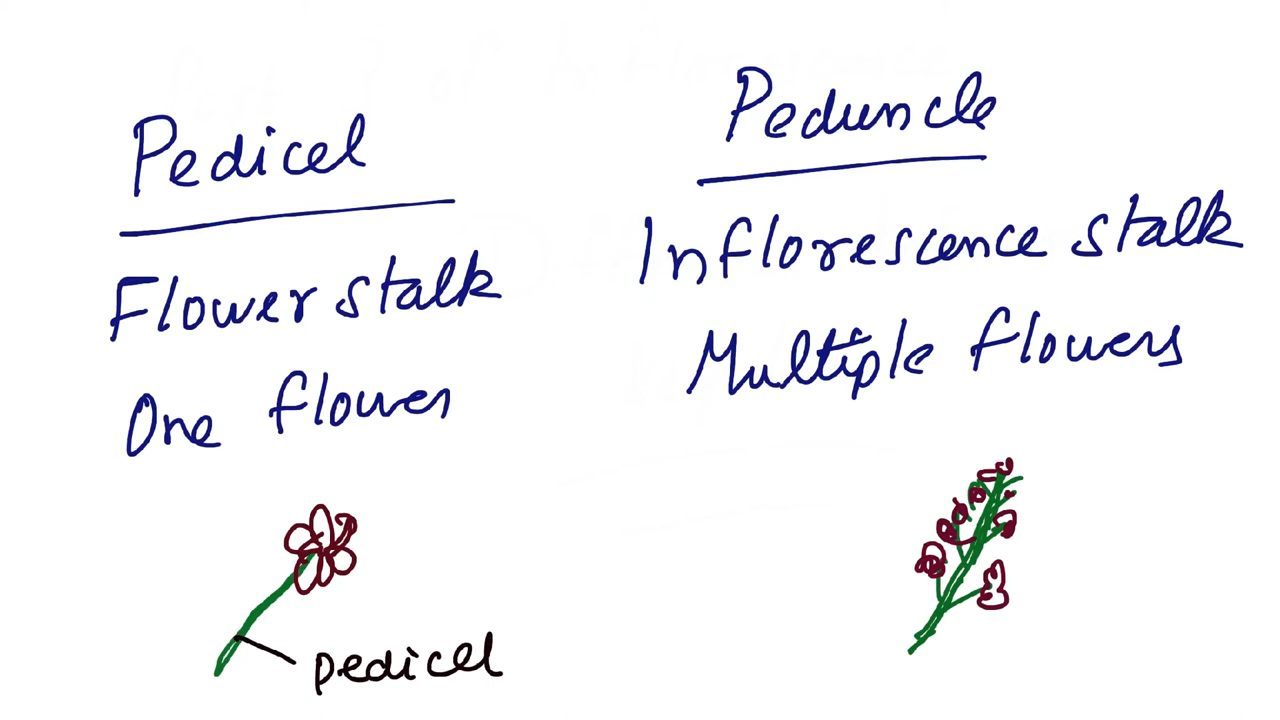 Pedicel
Flower stalk
One flower
pedicel
Peduncle
Inflorescence stalk
Multiple flowers